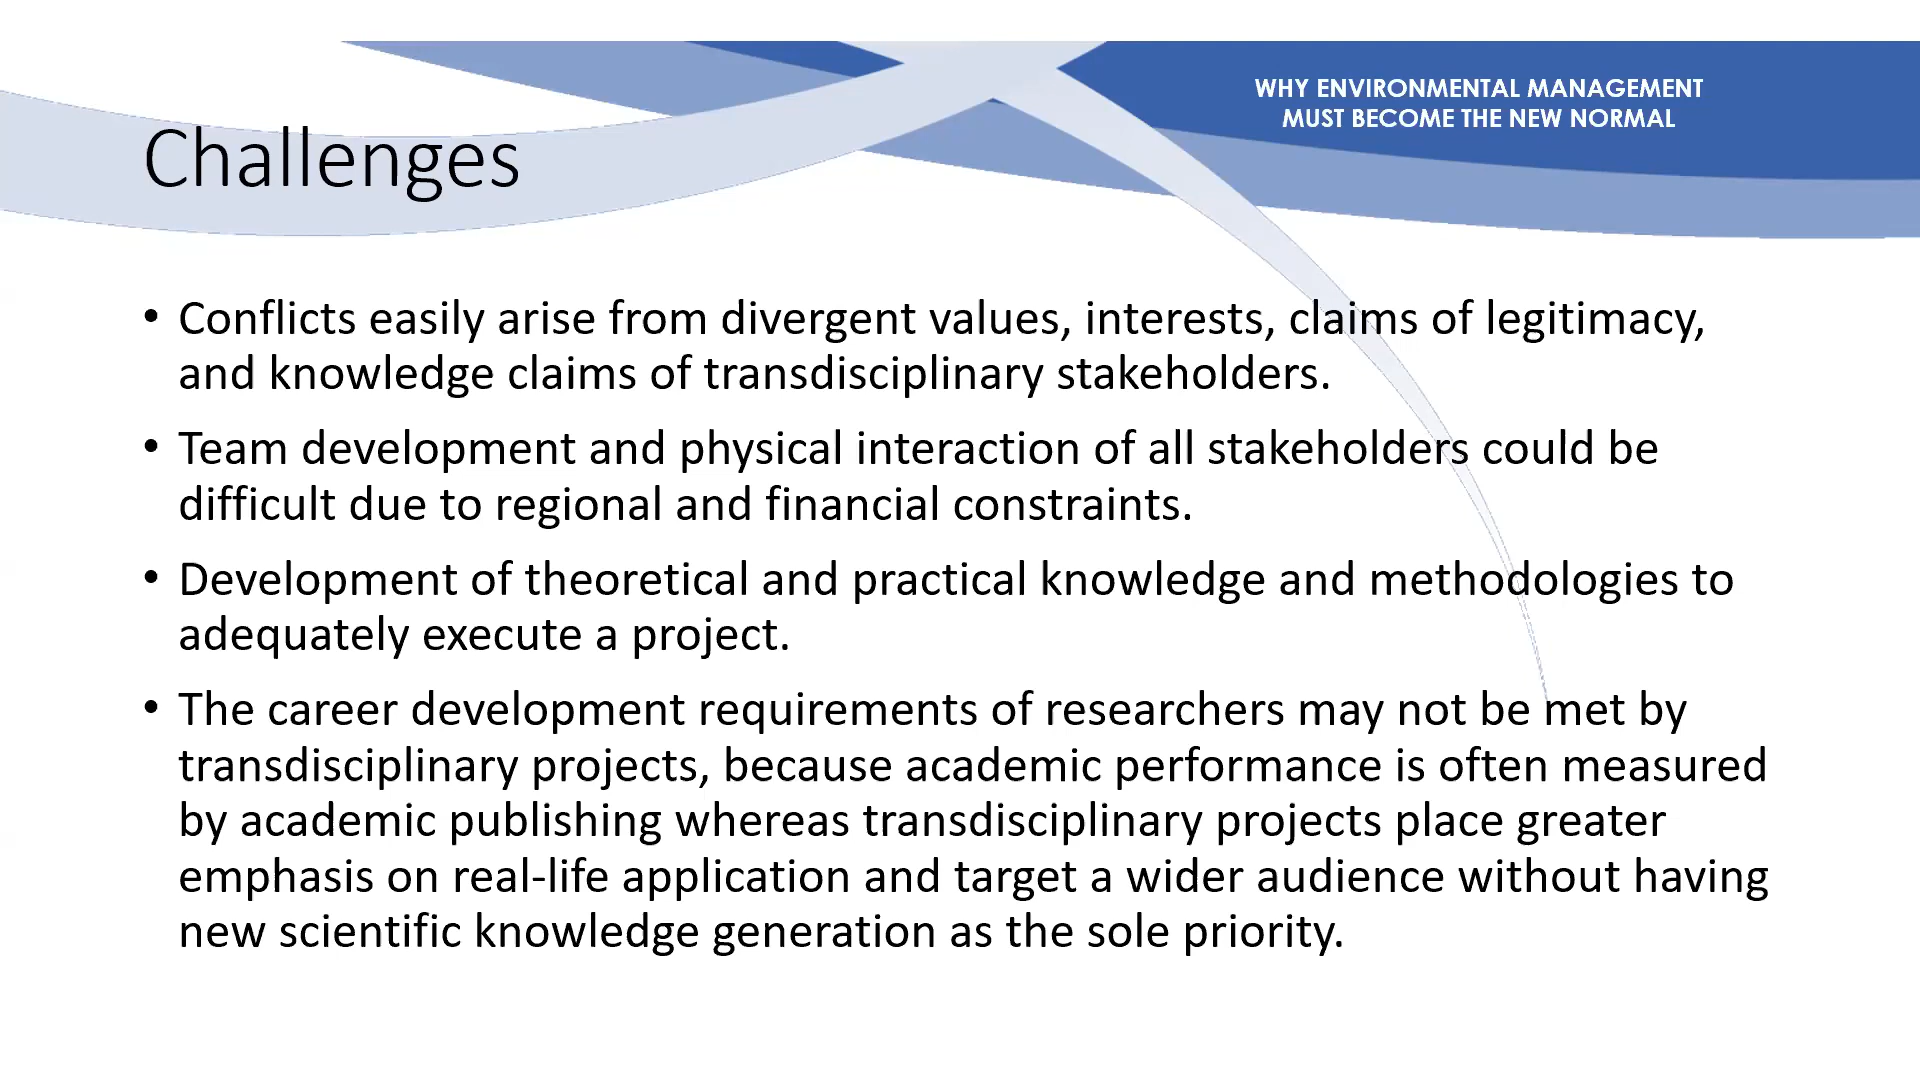 WHY ENVIRONMENTAL MANAGEMENT
MUST BECOME THE NEW NORMAL
Challenges
• Conflicts easily arise from divergent values, interests, claims of legitimacy,
and knowledge claims of transdisciplinary stakeholders.
• Team development and physical interaction of all stakeholders could be
difficult due to regional and financial constraints.
• Development of theoretical and practical knowledge and methodologies to
adequately execute a project.
• The career development requirements of researchers may not be met by
transdisciplinary projects, because academic performance is often measured
by academic publishing whereas transdisciplinary projects place greater
emphasis on real-life application and target a wider audience without having
new scientific knowledge generation as the sole priority.